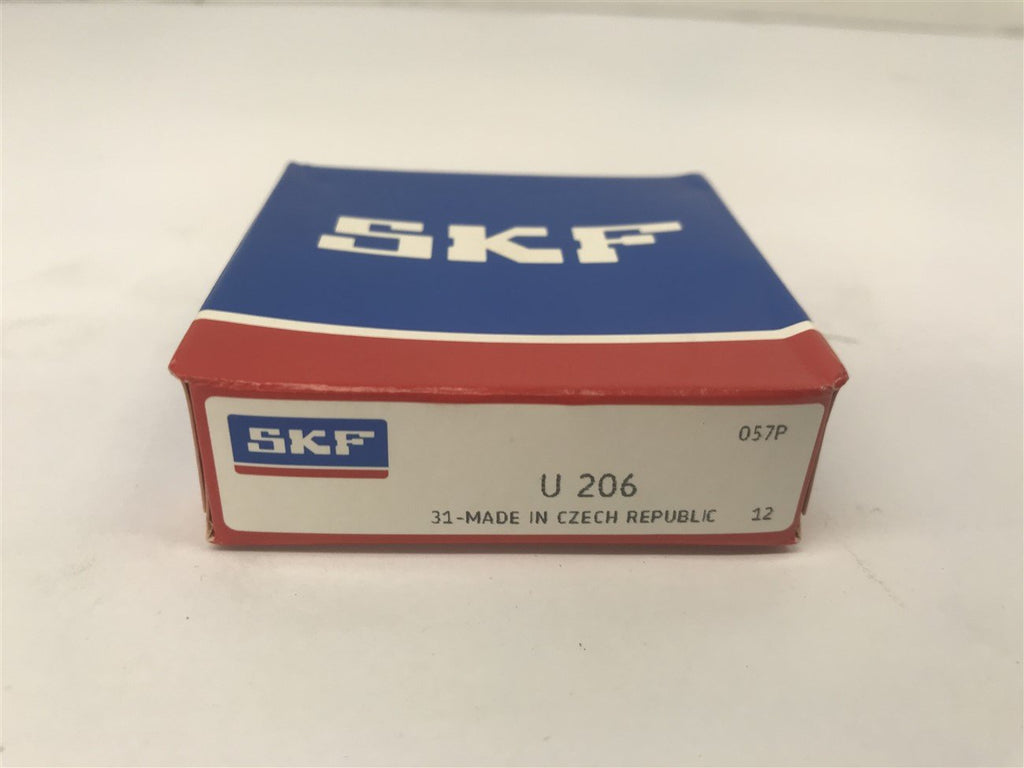 SKF
SKF
057P
U 206
31-MADE IN CZECH REPUBLIC 12